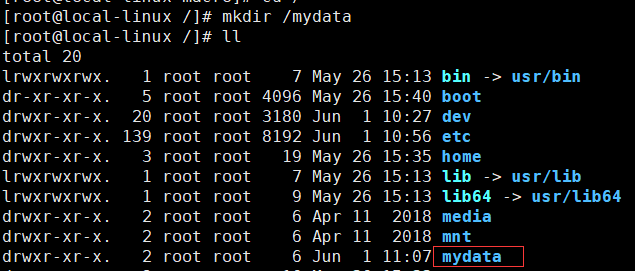 [root@local-linux /]# mkdir /mydata
[root@local-linux /]# ll
total 20
lrwxrwxrwx.   1 root root    7 May 26 15:13 bin -> usr/bin
dr-xr-xr-x.   5 root root 4096 May 26 15:40 boot
drwxr-xr-x.  20 root root 3180 Jun  1 10:27 dev
drwxr-xr-x. 139 root root 8192 Jun  1 10:56 etc
drwxr-xr-x.   3 root root   19 May 26 15:35 home
lrwxrwxrwx.   1 root root    7 May 26 15:13 lib -> usr/lib
lrwxrwxrwx.   1 root root    9 May 26 15:13 lib64 -> usr/lib64
drwxr-xr-x.   2 root root    6 Apr 11  2018 media
drwxr-xr-x.   2 root root    6 Apr 11  2018 mnt
drwxr-xr-x.   2 root root    6 Jun  1 11:07 mydata